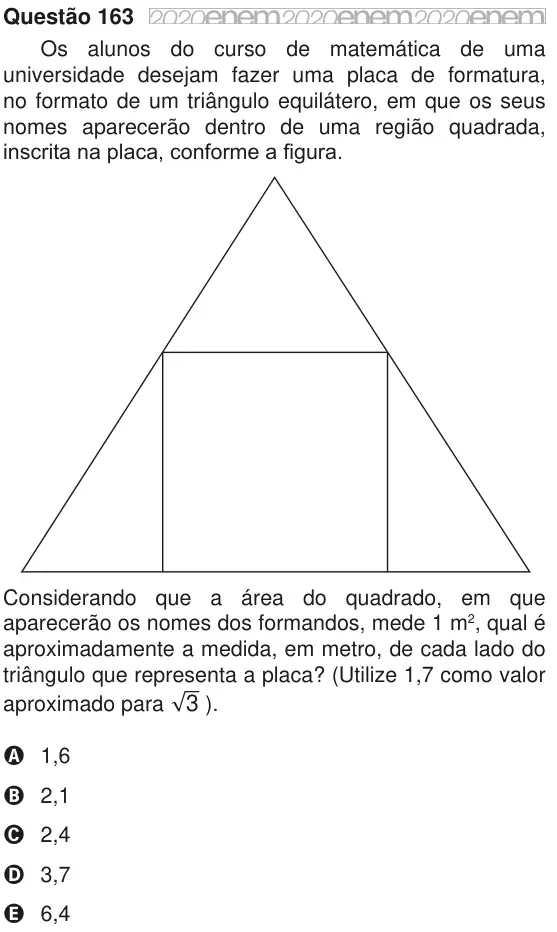 Questão 163 2020enem2020enem2020enem
Os alunos do curso de matemática de uma
universidade desejam fazer uma placa de formatura,
no formato de um triângulo equilátero, em que os seus
nomes aparecerão dentro de uma região quadrada,
inscrita na placa, conforme a figura.
Considerando que a área do quadrado, em que
aparecerão os nomes dos formandos, mede 1 m², qual é
aproximadamente a medida, em metro, de cada lado do
triângulo que representa a placa? (Utilize 1,7 como valor
aproximado para √3 ).
A 1,6
B 2,1
C 2,4
D 3,7
E 6,4